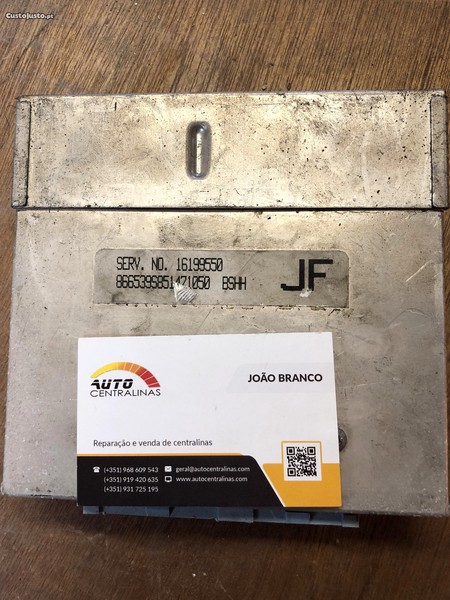 Custojusto.pt
SERV. NO. 16199550
866539S851471050 BSHH
JF
AUTO
CENTRALINAS
JOÃO BRANCO
Reparação e venda de centralinas
(+351) 968 609 543
(+351) 919 420 635
(+351) 931 725 195
geral@autocentralinas.com
www.autocentralinas.com